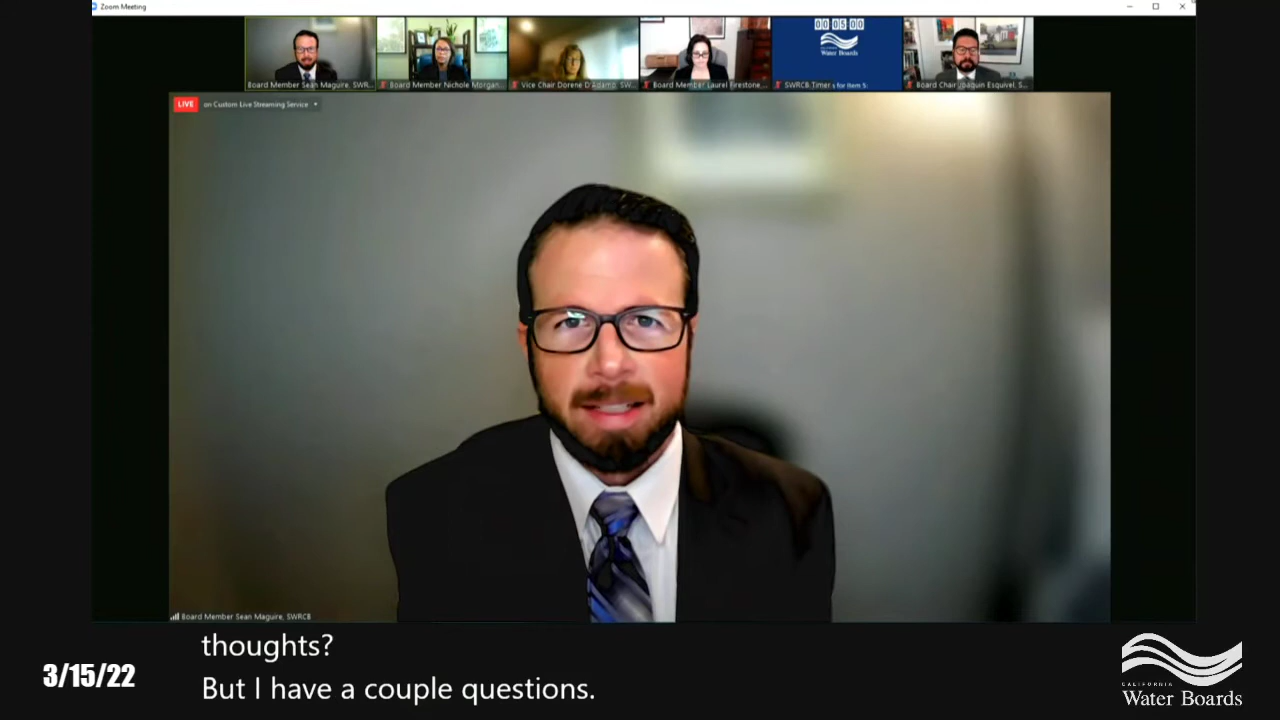 Zoom Meeting
00:05:00
CALIFORNIA
Water Boards
Board Member Sean Maguire, SWR...
Board Member Nichole Morgan...
Vice Chair Dorene D'Adamo, SW...
Board Member Laurel Firestone...
SWRCB Timer s for Item 5:
Board Chair Joaquin Esquivel, S...
LIVE on Custom Live Streaming Service
Board Member Sean Maguire, SWRCB
thoughts?
But I have a couple questions.
3/15/22
CALIFORNIA
Water Boards